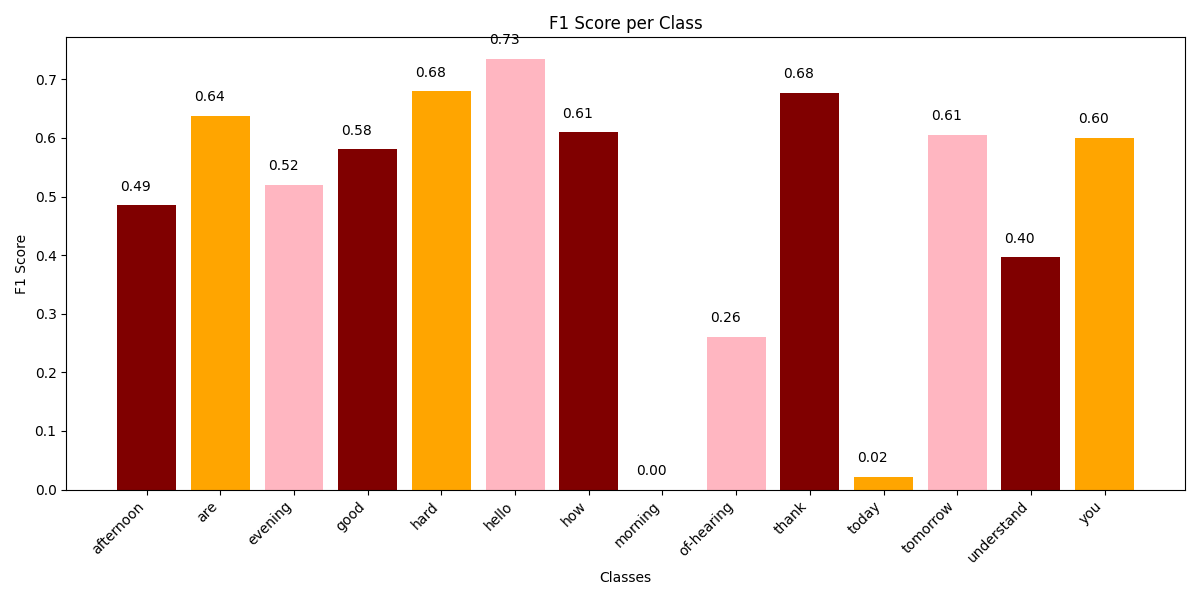 F1 Score per Class
F1 Score
0.7
0.6
0.5
0.4
0.3
0.2
0.1
0.0
0.49
0.64
0.52
0.58
0.68
0.73
0.61
0.00
0.26
0.68
0.02
0.61
0.40
0.60
afternoon
are
evening
good
hard
hello
how
morning
of-hearing
thank
today
tomorrow
understand
you
Classes